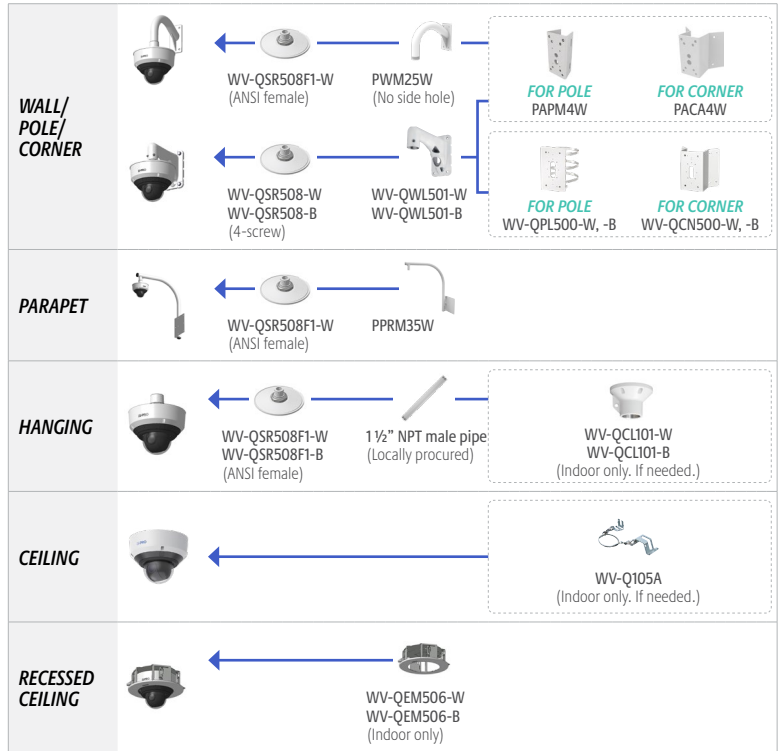 WALL/
POLE/
CORNER
WV-QSR508F1-W
(ANSI female)
PWM25W
(No side hole)
FOR POLE
PAPM4W
FOR CORNER
PACA4W
WV-QSR508-W
WV-QSR508-B
(4-screw)
WV-QWL501-W
WV-QWL501-B
FOR POLE
WV-QPL500-W, -B
FOR CORNER
WV-QCN500-W, -B
PARAPET
WV-QSR508F1-W
(ANSI female)
PPRM35W
HANGING
WV-QSR508F1-W
WV-QSR508F1-B
(ANSI female)
1 ½” NPT male pipe
(Locally procured)
WV-QCL101-W
WV-QCL101-B
(Indoor only. If needed.)
CEILING
WV-Q105A
(Indoor only. If needed.)
RECESSED
CEILING
WV-QEM506-W
WV-QEM506-B
(Indoor only)